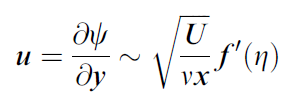 u = ∂ψ/∂y ∼ √(U/νx) f′(η)